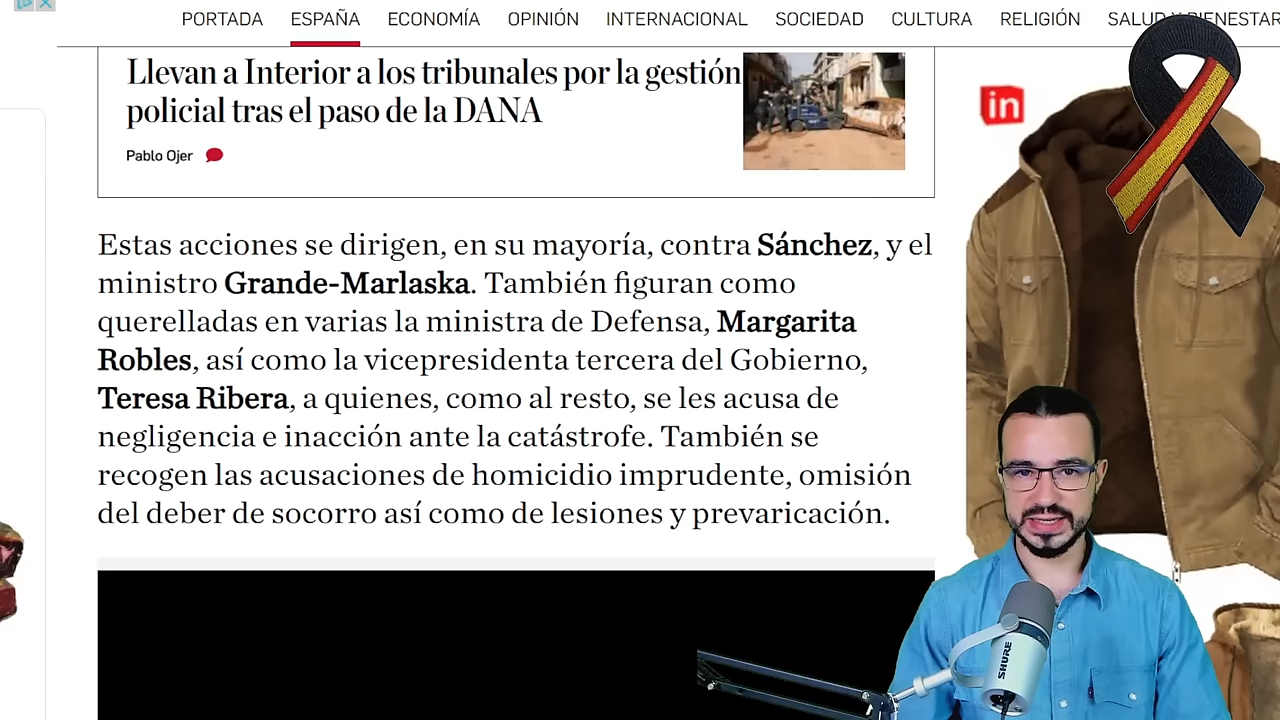 PORTADA ESPAÑA ECONOMÍA OPINIÓN INTERNACIONAL SOCIEDAD CULTURA RELIGIÓN SALUD Y BIENESTAR
Llevan a Interior a los tribunales por la gestión
policial tras el paso de la DANA
Pablo Ojer
in
Estas acciones se dirigen, en su mayoría, contra Sánchez, y el
ministro Grande-Marlaska. También figuran como
querelladas en varias la ministra de Defensa, Margarita
Robles, así como la vicepresidenta tercera del Gobierno,
Teresa Ribera, a quienes, como al resto, se les acusa de
negligencia e inacción ante la catástrofe. También se
recogen las acusaciones de homicidio imprudente, omisión
del deber de socorro así como de lesiones y prevaricación.
SHURE